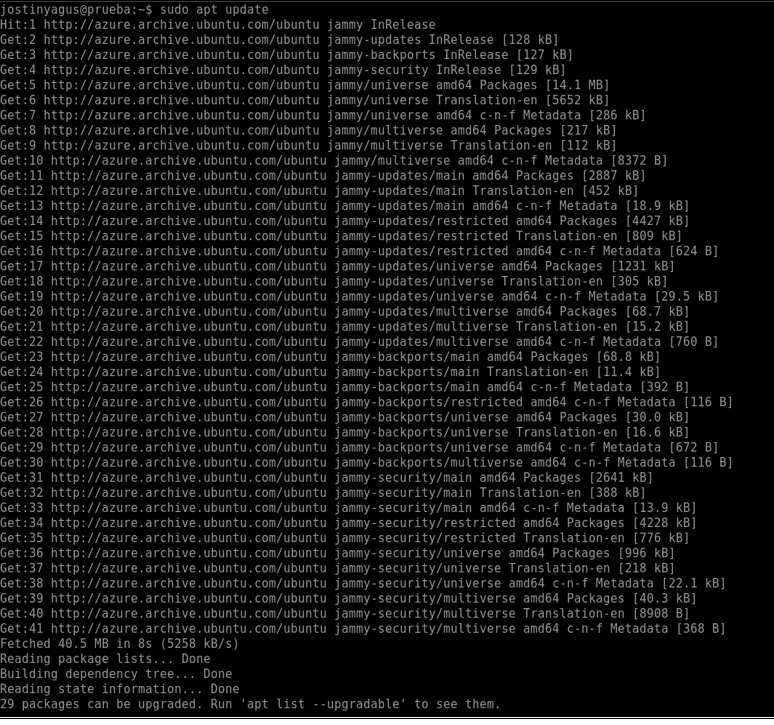 jostinyagus@prueba:~$ sudo apt update
Hit:1 http://azure.archive.ubuntu.com/ubuntu jammy InRelease
Get:2 http://azure.archive.ubuntu.com/ubuntu jammy-updates InRelease [128 kB]
Get:3 http://azure.archive.ubuntu.com/ubuntu jammy-backports InRelease [127 kB]
Get:4 http://azure.archive.ubuntu.com/ubuntu jammy-security InRelease [129 kB]
Get:5 http://azure.archive.ubuntu.com/ubuntu jammy/universe amd64 Packages [14.1 MB]
Get:6 http://azure.archive.ubuntu.com/ubuntu jammy/universe Translation-en [5652 kB]
Get:7 http://azure.archive.ubuntu.com/ubuntu jammy/universe amd64 c-n-f Metadata [286 kB]
Get:8 http://azure.archive.ubuntu.com/ubuntu jammy/multiverse amd64 Packages [217 kB]
Get:9 http://azure.archive.ubuntu.com/ubuntu jammy/multiverse Translation-en [112 kB]
Get:10 http://azure.archive.ubuntu.com/ubuntu jammy/multiverse amd64 c-n-f Metadata [8372 B]
Get:11 http://azure.archive.ubuntu.com/ubuntu jammy-updates/main amd64 Packages [2887 kB]
Get:12 http://azure.archive.ubuntu.com/ubuntu jammy-updates/main Translation-en [452 kB]
Get:13 http://azure.archive.ubuntu.com/ubuntu jammy-updates/main amd64 c-n-f Metadata [18.9 kB]
Get:14 http://azure.archive.ubuntu.com/ubuntu jammy-updates/restricted amd64 Packages [4427 kB]
Get:15 http://azure.archive.ubuntu.com/ubuntu jammy-updates/restricted Translation-en [809 kB]
Get:16 http://azure.archive.ubuntu.com/ubuntu jammy-updates/restricted amd64 c-n-f Metadata [624 B]
Get:17 http://azure.archive.ubuntu.com/ubuntu jammy-updates/universe amd64 Packages [1231 kB]
Get:18 http://azure.archive.ubuntu.com/ubuntu jammy-updates/universe Translation-en [305 kB]
Get:19 http://azure.archive.ubuntu.com/ubuntu jammy-updates/universe amd64 c-n-f Metadata [29.5 kB]
Get:20 http://azure.archive.ubuntu.com/ubuntu jammy-updates/multiverse amd64 Packages [68.7 kB]
Get:21 http://azure.archive.ubuntu.com/ubuntu jammy-updates/multiverse Translation-en [15.2 kB]
Get:22 http://azure.archive.ubuntu.com/ubuntu jammy-updates/multiverse amd64 c-n-f Metadata [760 B]
Get:23 http://azure.archive.ubuntu.com/ubuntu jammy-backports/main amd64 Packages [68.8 kB]
Get:24 http://azure.archive.ubuntu.com/ubuntu jammy-backports/main Translation-en [11.4 kB]
Get:25 http://azure.archive.ubuntu.com/ubuntu jammy-backports/main amd64 c-n-f Metadata [392 B]
Get:26 http://azure.archive.ubuntu.com/ubuntu jammy-backports/restricted amd64 c-n-f Metadata [116 B]
Get:27 http://azure.archive.ubuntu.com/ubuntu jammy-backports/universe amd64 Packages [30.0 kB]
Get:28 http://azure.archive.ubuntu.com/ubuntu jammy-backports/universe Translation-en [16.6 kB]
Get:29 http://azure.archive.ubuntu.com/ubuntu jammy-backports/universe amd64 c-n-f Metadata [672 B]
Get:30 http://azure.archive.ubuntu.com/ubuntu jammy-backports/multiverse amd64 c-n-f Metadata [116 B]
Get:31 http://azure.archive.ubuntu.com/ubuntu jammy-security/main amd64 Packages [2641 kB]
Get:32 http://azure.archive.ubuntu.com/ubuntu jammy-security/main Translation-en [388 kB]
Get:33 http://azure.archive.ubuntu.com/ubuntu jammy-security/main amd64 c-n-f Metadata [13.9 kB]
Get:34 http://azure.archive.ubuntu.com/ubuntu jammy-security/restricted amd64 Packages [4228 kB]
Get:35 http://azure.archive.ubuntu.com/ubuntu jammy-security/restricted Translation-en [776 kB]
Get:36 http://azure.archive.ubuntu.com/ubuntu jammy-security/universe amd64 Packages [996 kB]
Get:37 http://azure.archive.ubuntu.com/ubuntu jammy-security/universe Translation-en [218 kB]
Get:38 http://azure.archive.ubuntu.com/ubuntu jammy-security/universe amd64 c-n-f Metadata [22.1 kB]
Get:39 http://azure.archive.ubuntu.com/ubuntu jammy-security/multiverse amd64 Packages [40.3 kB]
Get:40 http://azure.archive.ubuntu.com/ubuntu jammy-security/multiverse Translation-en [8908 B]
Get:41 http://azure.archive.ubuntu.com/ubuntu jammy-security/multiverse amd64 c-n-f Metadata [368 B]
Fetched 40.5 MB in 8s (5258 kB/s)
Reading package lists... Done
Building dependency tree... Done
Reading state information... Done
29 packages can be upgraded. Run 'apt list --upgradable' to see them.